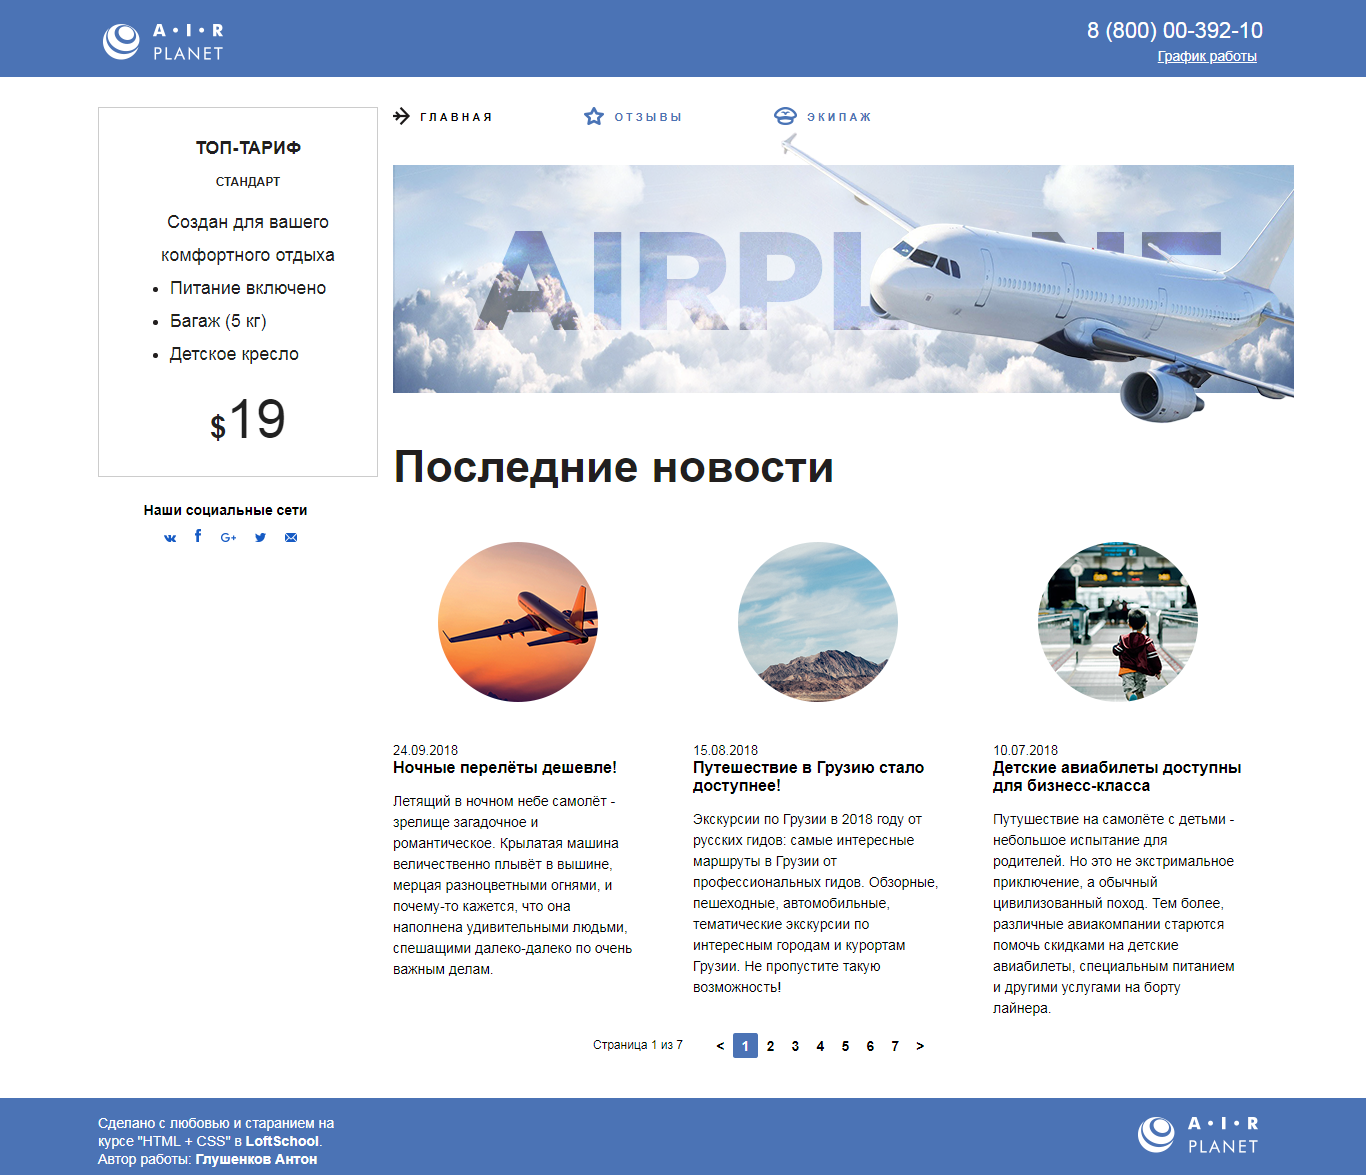 A·I·R
PLANET
8 (800) 00-392-10
График работы
ТОП-ТАРИФ
СТАНДАРТ
Создан для вашего
комфортного отдыха
Питание включено
Багаж (5 кг)
Детское кресло
$19
Наши социальные сети
G+
ГЛАВНАЯ
ОТЗЫВЫ
ЭКИПАЖ
AIRPLANE
Последние новости
24.09.2018
Ночные перелёты дешевле!
Летящий в ночном небе самолёт -
зрелище загадочное и
романтическое. Крылатая машина
величественно плывёт в вышине,
мерцая разноцветными огнями, и
почему-то кажется, что она
наполнена удивительными людьми,
спешащими далеко-далеко по очень
важным делам.
15.08.2018
Путешествие в Грузию стало
доступнее!
Экскурсии по Грузии в 2018 году от
русских гидов: самые интересные
маршруты в Грузии от
профессиональных гидов. Обзорные,
пешеходные, автомобильные,
тематические экскурсии по
интересным городам и курортам
Грузии. Не пропустите такую
возможность!
10.07.2018
Детские авиабилеты доступны
для бизнесс-класса
Путушествие на самолёте с детьми -
небольшое испытание для
родителей. Но это не экстримальное
приключение, а обычный
цивилизованный поход. Тем более,
различные авиакомпании старются
помочь скидками на детские
авиабилеты, специальным питанием
и другими услугами на борту
лайнера.
Страница 1 из 7 < 1 2 3 4 5 6 7 >
Сделано с любовью и старанием на
курсе "HTML + CSS" в LoftSchool.
Автор работы: Глушенков Антон
A·I·R
PLANET